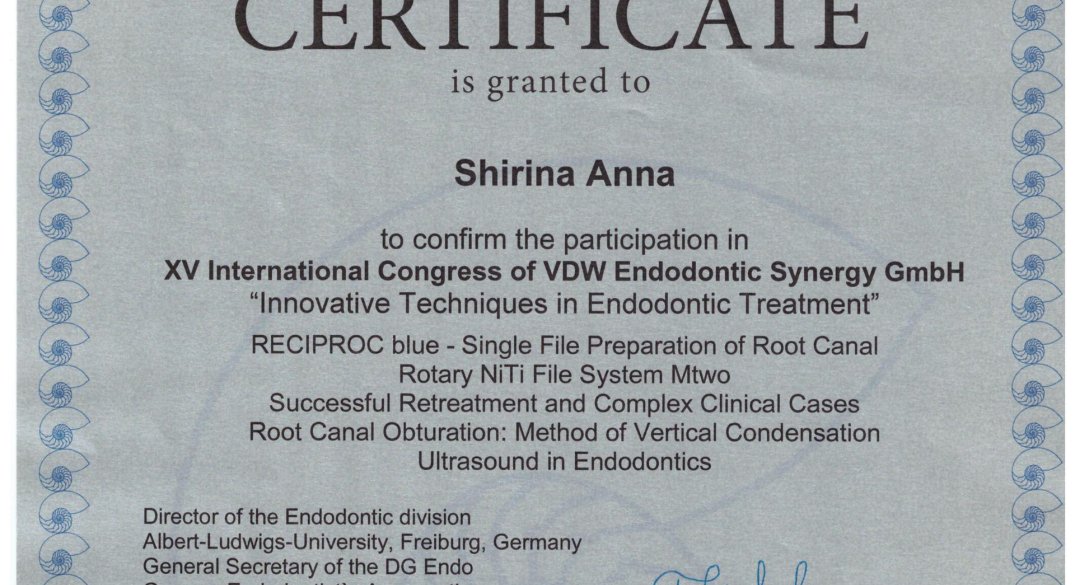 CERTIFICATE
is granted to
Shirina Anna
to confirm the participation in
XV International Congress of VDW Endodontic Synergy GmbH
“Innovative Techniques in Endodontic Treatment”
RECIPROC blue - Single File Preparation of Root Canal
Rotary NiTi File System Mtwo
Successful Retreatment and Complex Clinical Cases
Root Canal Obturation: Method of Vertical Condensation
Ultrasound in Endodontics
Director of the Endodontic division
Albert-Ludwigs-University, Freiburg, Germany
General Secretary of the DG Endo